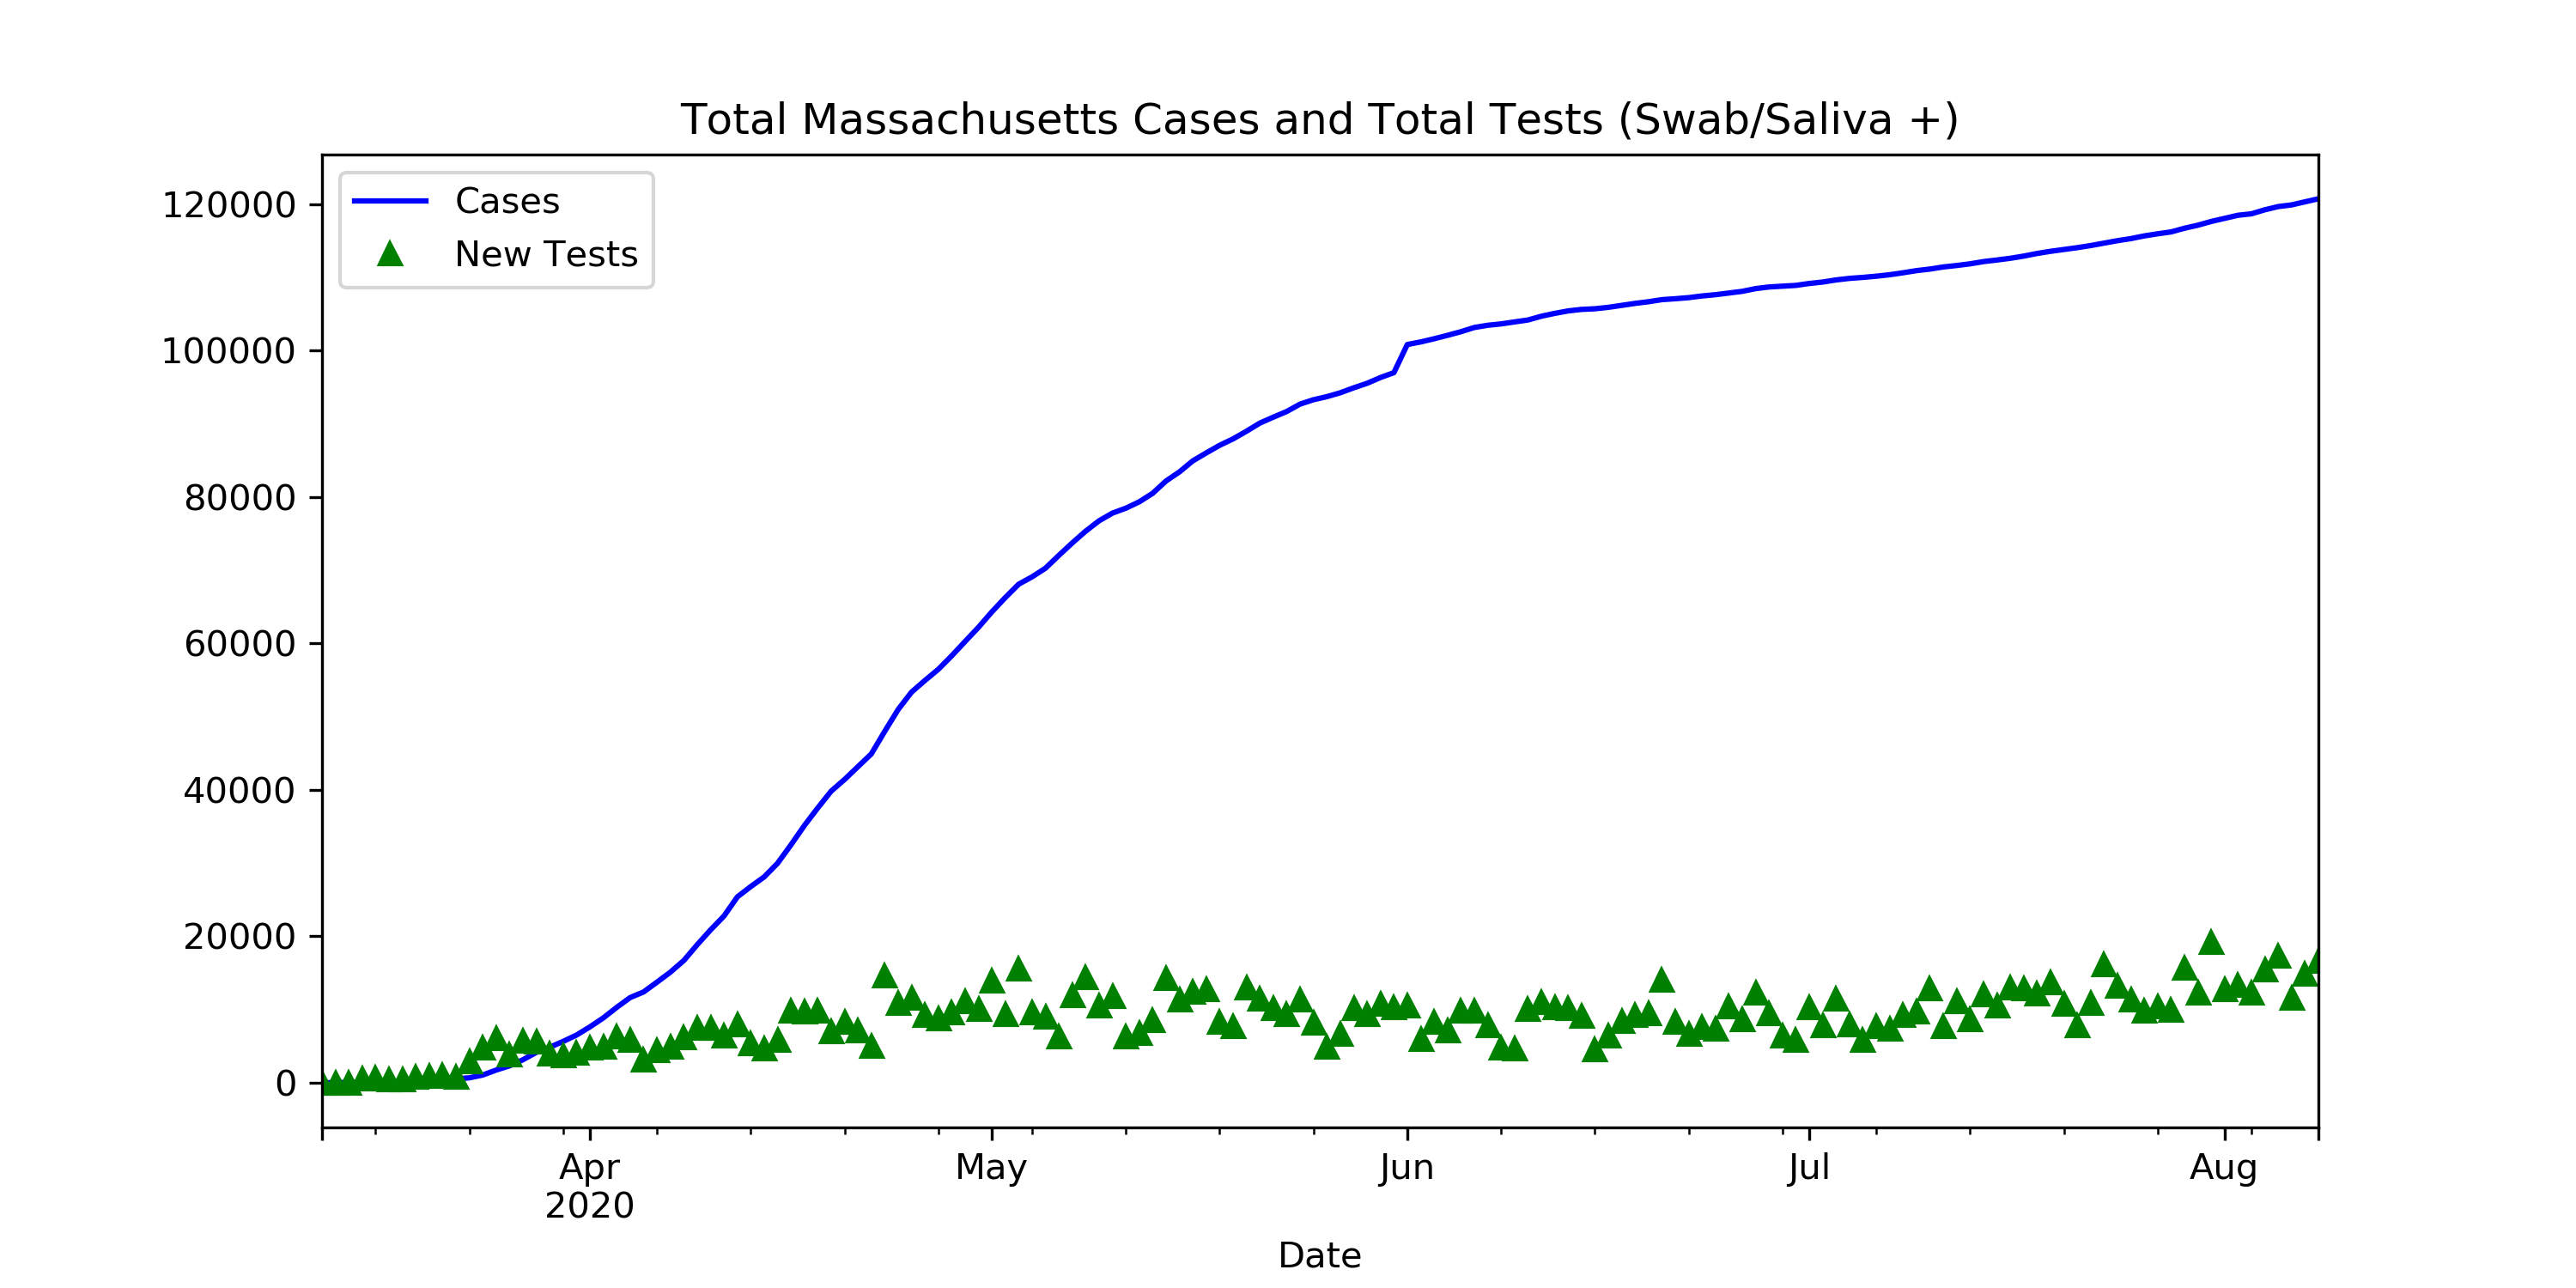 Total Massachusetts Cases and Total Tests (Swab/Saliva +)
Cases
New Tests
120000
100000
80000
60000
40000
20000
0
Apr May Jun Jul Aug
2020
Date